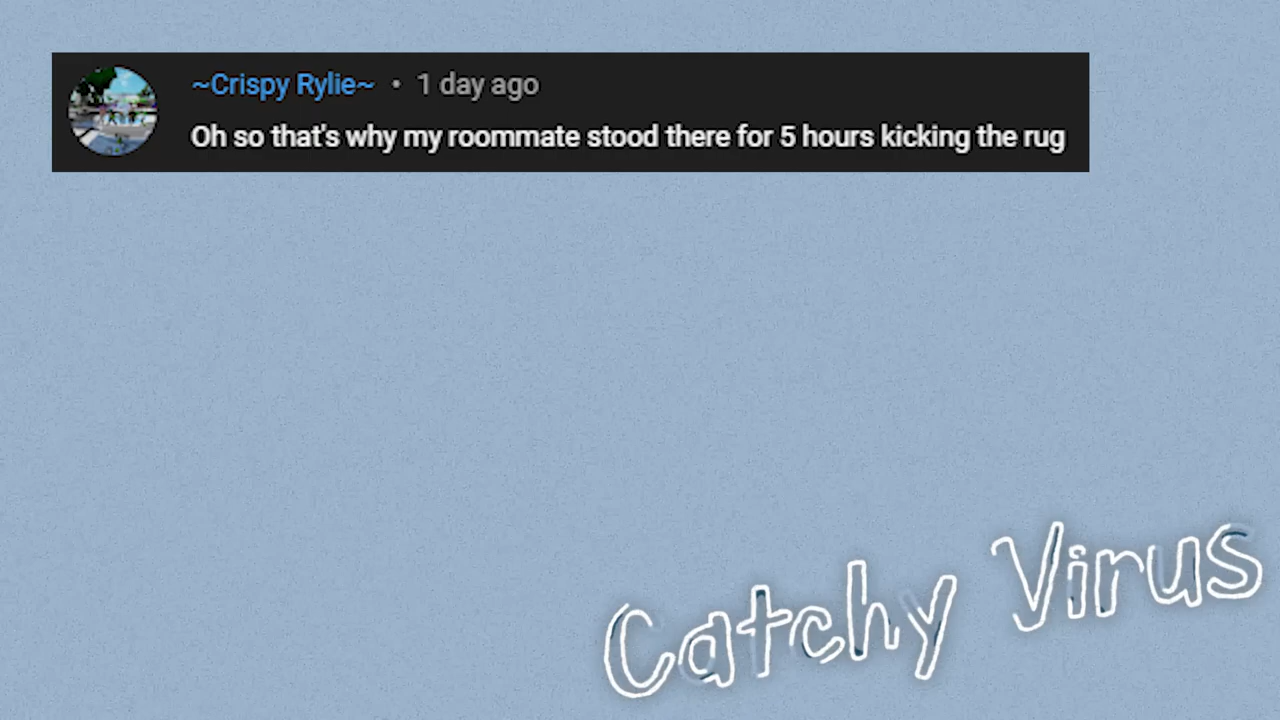 ~Crispy Rylie~ • 1 day ago
Oh so that's why my roommate stood there for 5 hours kicking the rug
Catchy Virus